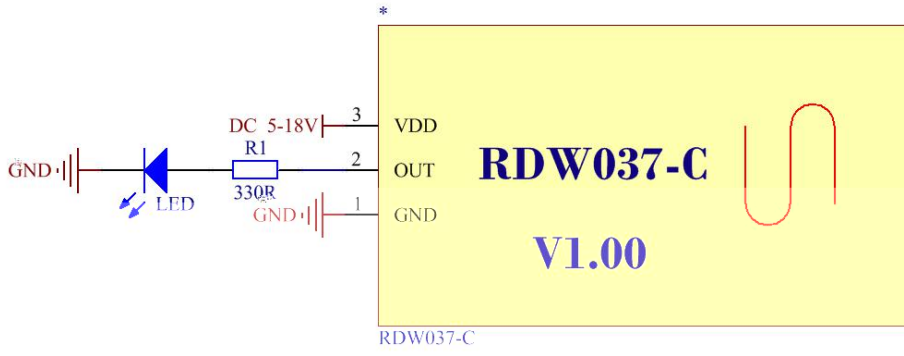 *
DC 5-18V 3 VDD
R1
GND 2 OUT RDW037-C
330R
LED
GND 1 GND
V1.00
RDW037-C